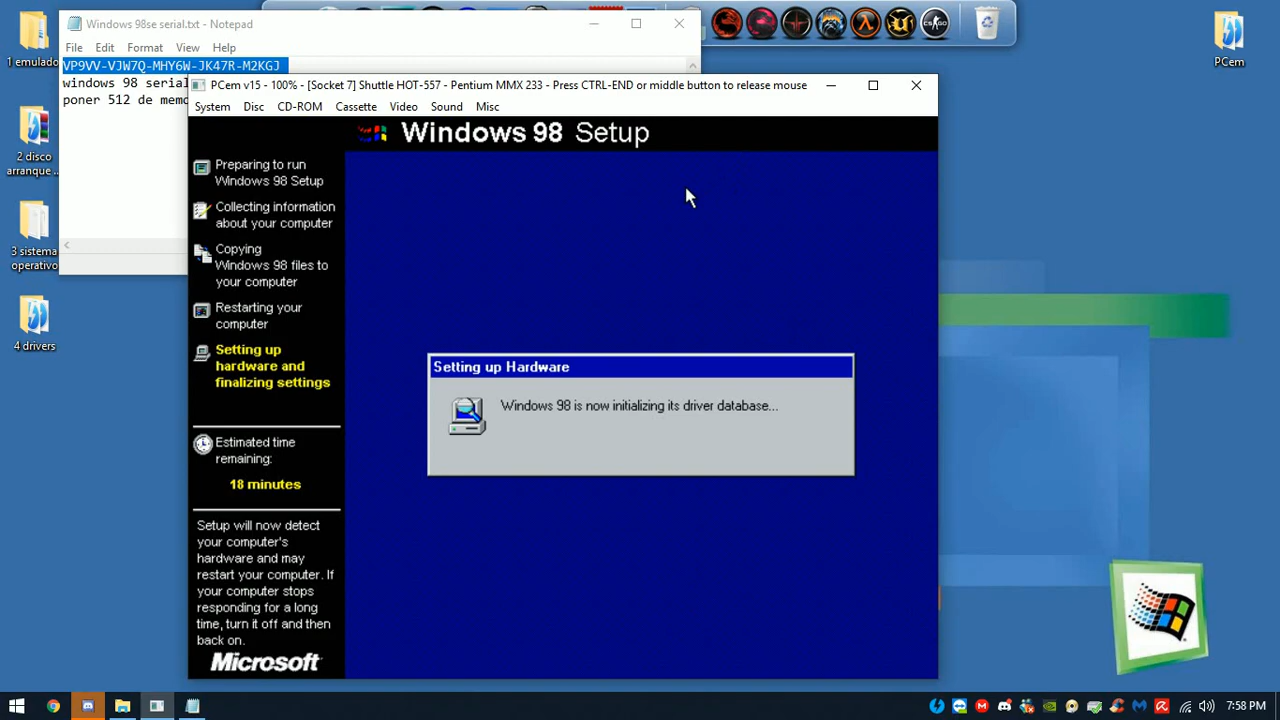 Windows 98se serial.txt - Notepad
File Edit Format View Help
VP9VV-VJW7Q-MHY6W-JK47R-M2KGJ
windows 98 serial
poner 512 de memo
1 emulado
2 disco
arranque ...
3 sistema
operativo
4 drivers
PCem
CS:GO
PCem v15 - 100% - [Socket 7] Shuttle HOT-557 - Pentium MMX 233 - Press CTRL-END or middle button to release mouse
System Disc CD-ROM Cassette Video Sound Misc
Windows 98 Setup
Preparing to run
Windows 98 Setup
Collecting information
about your computer
Copying
Windows 98 files to
your computer
Restarting your
computer
Setting up
hardware and
finalizing settings
Estimated time
remaining:
18 minutes
Setup will now detect
your computer's
hardware and may
restart your computer. If
your computer stops
responding for a long
time, turn it off and then
back on.
Microsoft
Setting up Hardware
Windows 98 is now initializing its driver database...
7:58 PM